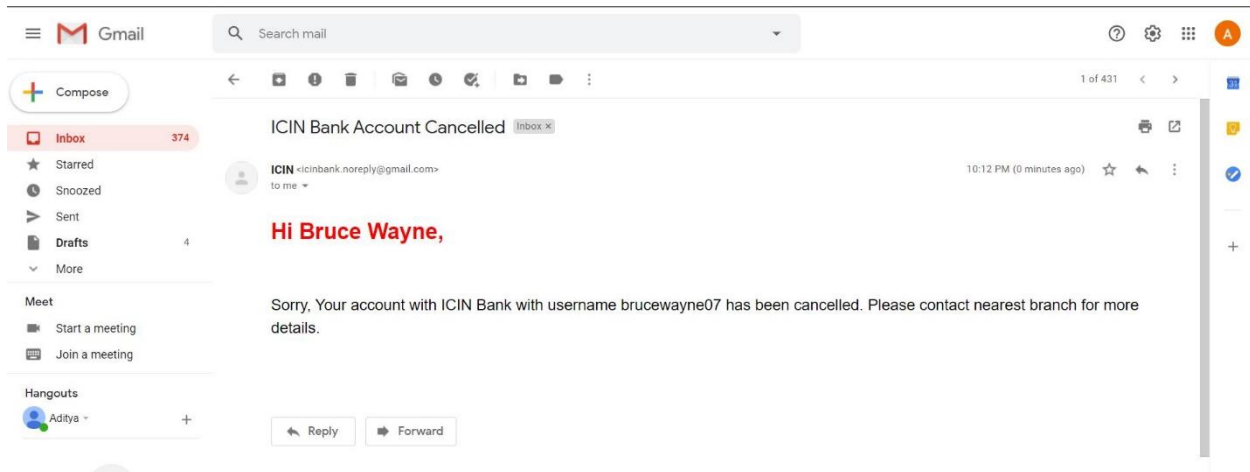 Gmail
Search mail
A
Compose
1 of 431
31
Inbox 374
Starred
Snoozed
Sent
Drafts 4
More
Meet
Start a meeting
Join a meeting
Hangouts
Aditya
ICIN Bank Account Cancelled Inbox x
ICIN <icinbank.noreply@gmail.com>
10:12 PM (0 minutes ago)
to me
Hi Bruce Wayne,
Sorry, Your account with ICIN Bank with username brucewayne07 has been cancelled. Please contact nearest branch for more
details.
Reply
Forward